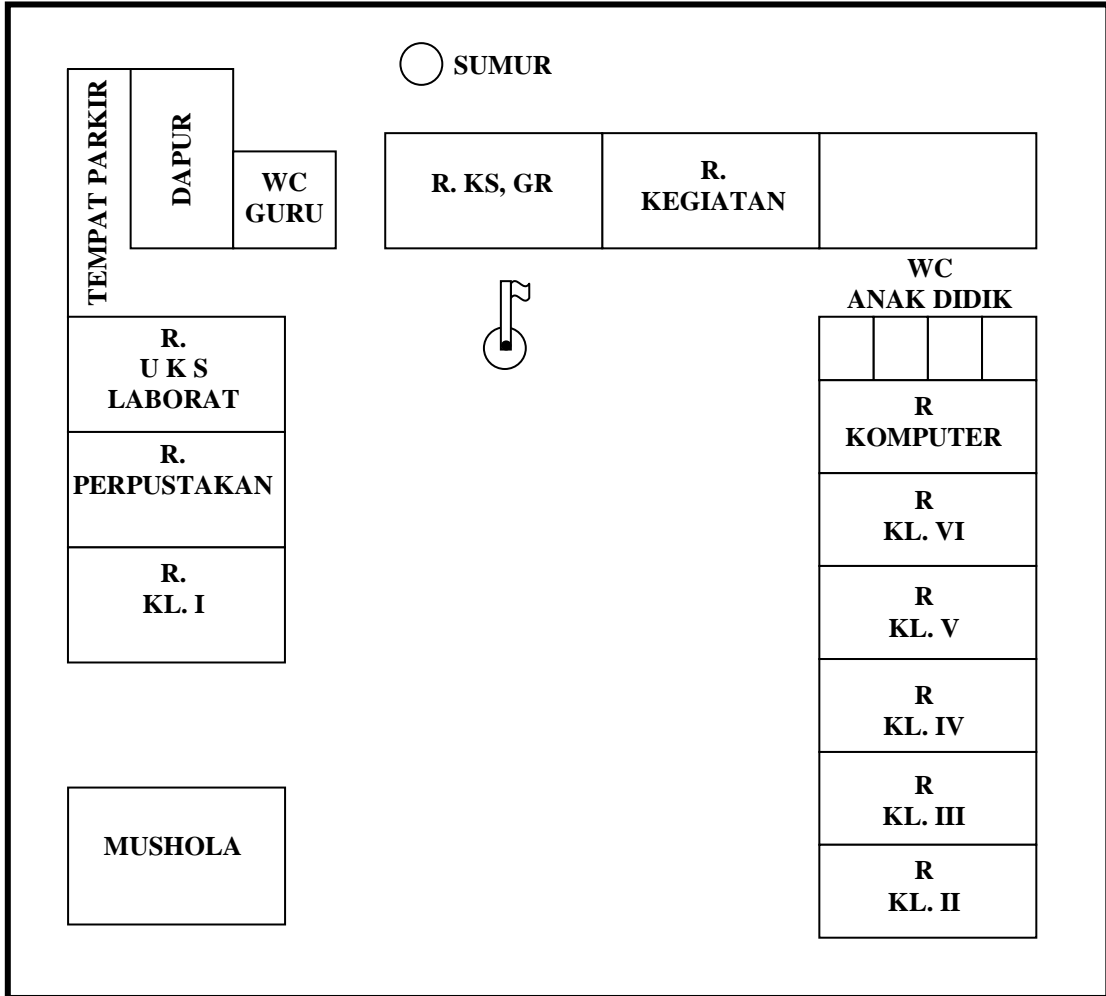 SUMUR
TEMPAT PARKIR
DAPUR
WC
GURU
R. KS, GR
R.
KEGIATAN
WC
ANAK DIDIK
R.
U K S
LABORAT
R.
PERPUSTAKAN
R.
KL. I
MUSHOLA
R
KOMPUTER
R
KL. VI
R
KL. V
R
KL. IV
R
KL. III
R
KL. II